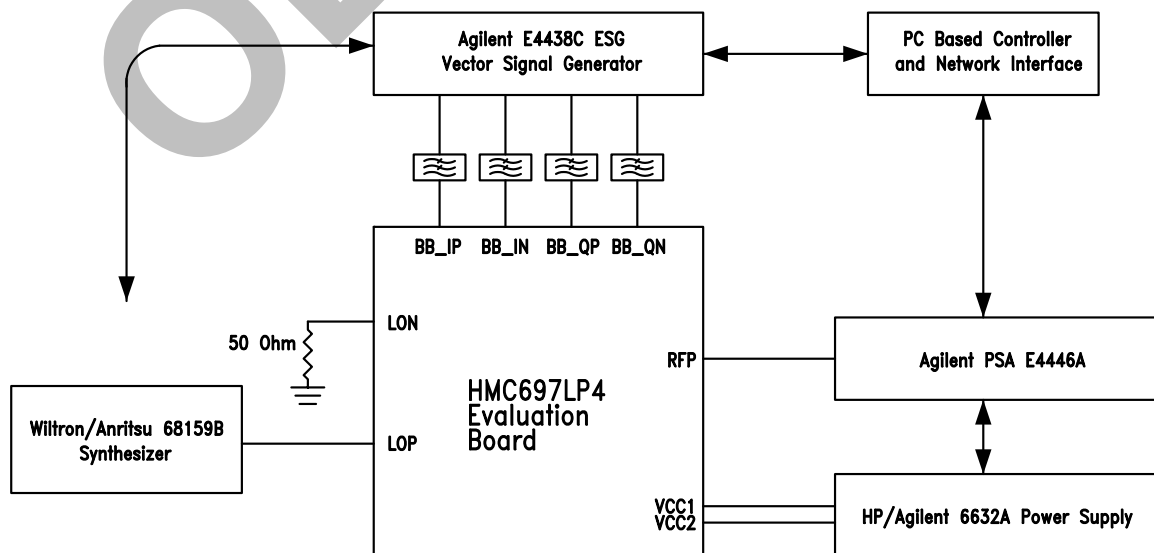 Agilent E4438C ESG
Vector Signal Generator
PC Based Controller
and Network Interface
BB_IP BB_IN BB_QP BB_QN
LON
50 Ohm
RFP
Agilent PSA E4446A
HMC697LP4
Evaluation
Board
Wiltron/Anritsu 68159B
Synthesizer
LOP
VCC1
VCC2
HP/Agilent 6632A Power Supply